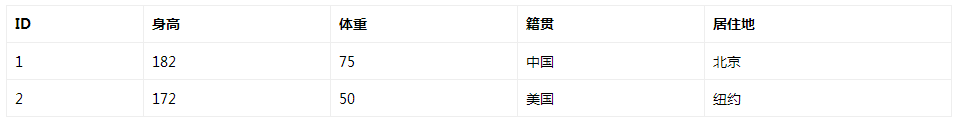 ID 身高 体重 籍贯 居住地
1 182 75 中国 北京
2 172 50 美国 纽约